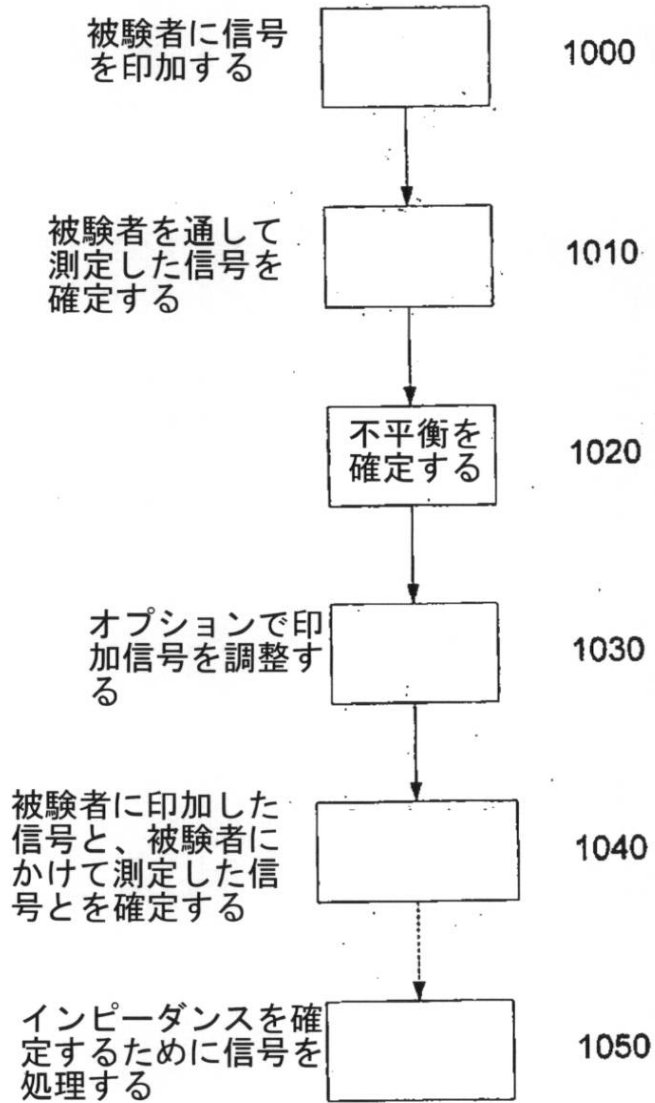 被験者に信号
を印加する
1000
被験者を通して
測定した信号を
確定する
1010
不平衡を
確定する
1020
オプションで印
加信号を調整す
る
1030
被験者に印加した
信号と、被験者に
かけて測定した信
号とを確定する
1040
インピーダンスを確
定するために信号を
処理する
1050